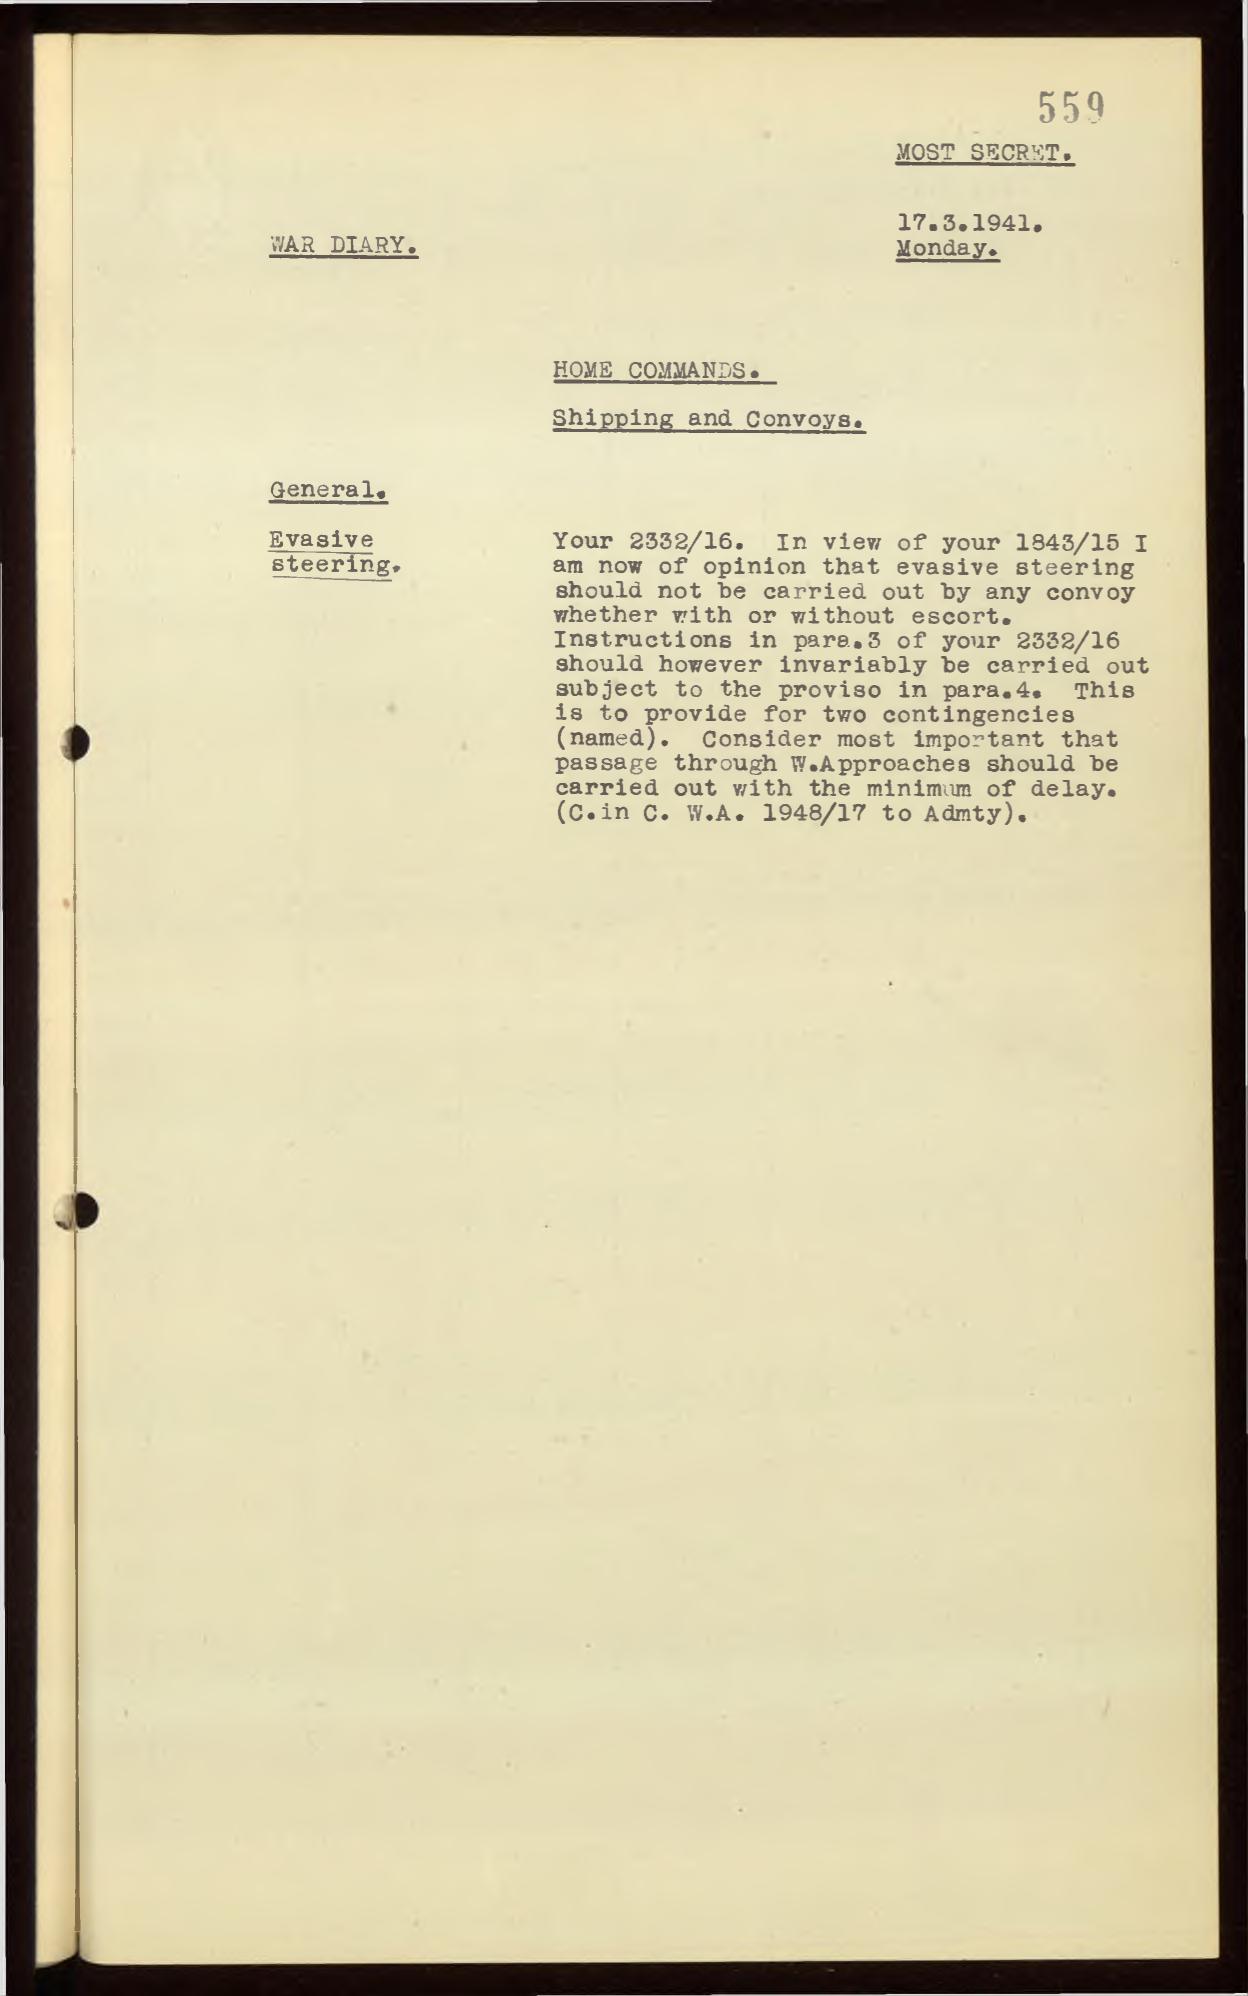 559
MOST SECRET.
17.3.1941.
WAR DIARY.
Monday.
HOME COMMANDS.
Shipping and Convoys.
General.
Evasive
steering.
Your 2332/16. In view of your 1843/15 I
am now of opinion that evasive steering
should not be carried out by any convoy
whether with or without escort.
Instructions in para.3 of your 2332/16
should however invariably be carried out
subject to the proviso in para.4. This
is to provide for two contingencies
(named). Consider most important that
passage through W.Approaches should be
carried out with the minimum of delay.
(C.in C. W.A. 1948/17 to Admty).